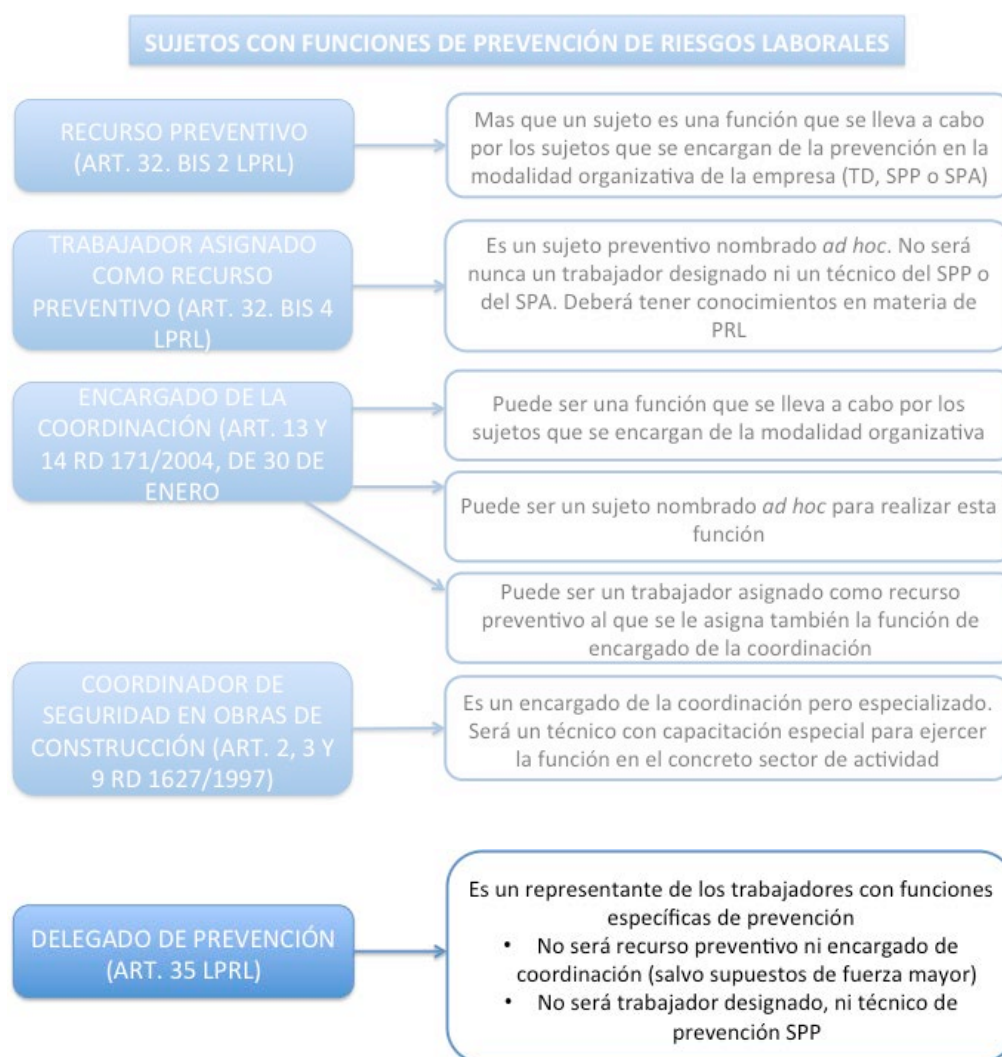 SUJETOS CON FUNCIONES DE PREVENCIÓN DE RIESGOS LABORALES
RECURSO PREVENTIVO
(ART. 32. BIS 2 LPRL)
Mas que un sujeto es una función que se lleva a cabo
por los sujetos que se encargan de la prevención en la
modalidad organizativa de la empresa (TD, SPP o SPA)
TRABAJADOR ASIGNADO
COMO RECURSO
PREVENTIVO (ART. 32. BIS 4
LPRL)
Es un sujeto preventivo nombrado ad hoc. No será
nunca un trabajador designado ni un técnico del SPP o
del SPA. Deberá tener conocimientos en materia de
PRL
ENCARGADO DE LA
COORDINACIÓN (ART. 13 Y
14 RD 171/2004, DE 30 DE
ENERO
Puede ser una función que se lleva a cabo por los
sujetos que se encargan de la modalidad organizativa
Puede ser un sujeto nombrado ad hoc para realizar esta
función
Puede ser un trabajador asignado como recurso
preventivo al que se le asigna también la función de
encargado de la coordinación
COORDINADOR DE
SEGURIDAD EN OBRAS DE
CONSTRUCCIÓN (ART. 2, 3 Y
9 RD 1627/1997)
Es un encargado de la coordinación pero especializado.
Será un técnico con capacitación especial para ejercer
la función en el concreto sector de actividad
DELEGADO DE PREVENCIÓN
(ART. 35 LPRL)
Es un representante de los trabajadores con funciones
específicas de prevención
• No será recurso preventivo ni encargado de
coordinación (salvo supuestos de fuerza mayor)
• No será trabajador designado, ni técnico de
prevención SPP